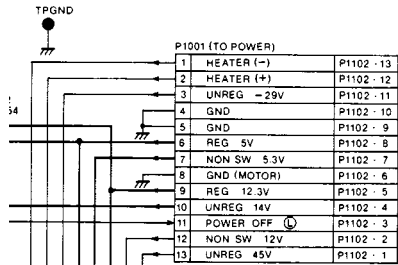 TPGND
P1001 (TO POWER)
1 HEATER (−) P1102 - 13
2 HEATER (+) P1102 - 12
3 UNREG −29V P1102 - 11
4 GND P1102 - 10
5 GND P1102 - 9
6 REG 5V P1102 - 8
7 NON SW 5.3V P1102 - 7
8 GND (MOTOR) P1102 - 6
9 REG 12.3V P1102 - 5
10 UNREG 14V P1102 - 4
11 POWER OFF Ⓛ P1102 - 3
12 NON SW 12V P1102 - 2
13 UNREG 45V P1102 - 1